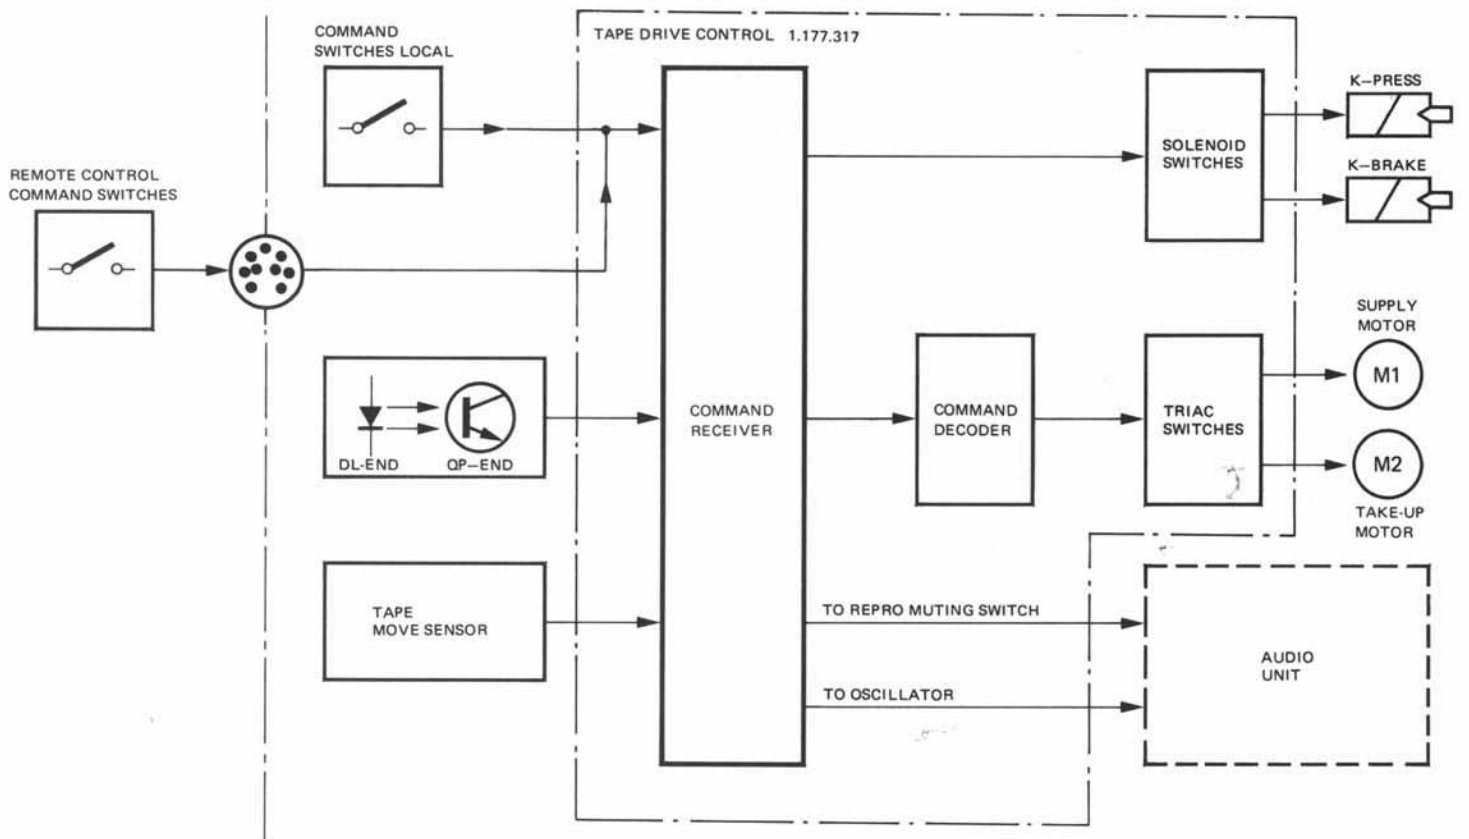 COMMAND
SWITCHES LOCAL
TAPE DRIVE CONTROL 1.177.317
K–PRESS
SOLENOID
SWITCHES
K–BRAKE
REMOTE CONTROL
COMMAND SWITCHES
SUPPLY
MOTOR
M1
DL-END
QP–END
COMMAND
RECEIVER
COMMAND
DECODER
TRIAC
SWITCHES
M2
TAKE-UP
MOTOR
TAPE
MOVE SENSOR
TO REPRO MUTING SWITCH
TO OSCILLATOR
AUDIO
UNIT